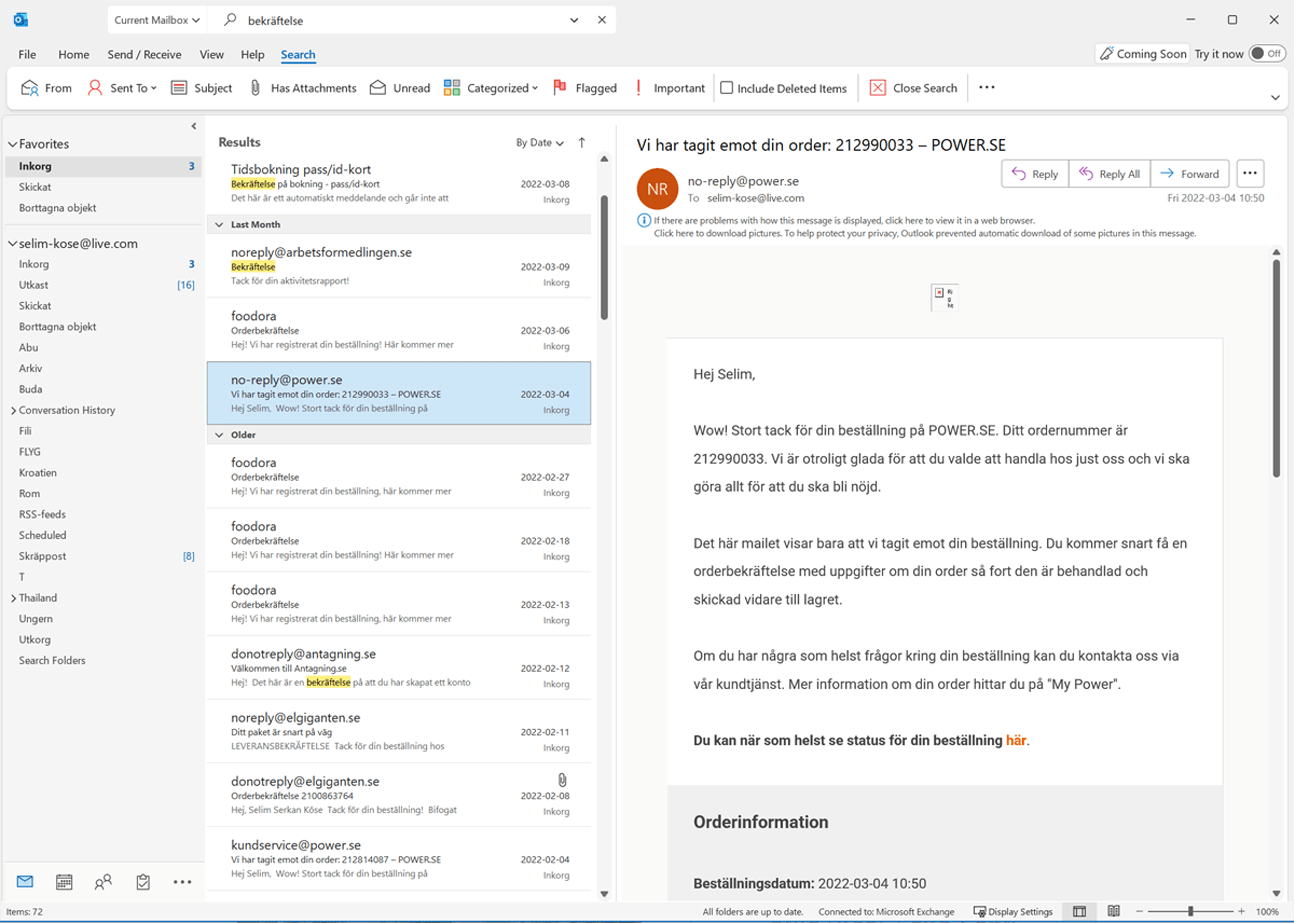 Current Mailbox
bekräftelse
File Home Send / Receive View Help Search
Coming Soon Try it now Off
From Sent To Subject Has Attachments Unread Categorized Flagged Important Include Deleted Items Close Search
Favorites
Inkorg 3
Skickat
Borttagna objekt
selim-kose@live.com
Inkorg 3
Utkast [16]
Skickat
Borttagna objekt
Abu
Arkiv
Buda
Conversation History
Fili
FLYG
Kroatien
Rom
RSS-feeds
Scheduled
Skräppost [8]
T
Thailand
Ungern
Utkorg
Search Folders
Results By Date
Tidsbokning pass/id-kort
Bekräftelse på bokning - pass/id-kort 2022-03-08
Det här är ett automatiskt meddelande och går inte att Inkorg
Last Month
noreply@arbetsformedlingen.se
Bekräftelse 2022-03-09
Tack för din aktivitetsrapport! Inkorg
foodora
Orderbekräftelse 2022-03-06
Hej! Vi har registrerat din beställning! Här kommer mer Inkorg
no-reply@power.se
Vi har tagit emot din order: 212990033 – POWER.SE 2022-03-04
Hej Selim, Wow! Stort tack för din beställning på Inkorg
Older
foodora
Orderbekräftelse 2022-02-27
Hej! Vi har registrerat din beställning, här kommer mer Inkorg
foodora
Orderbekräftelse 2022-02-18
Hej! Vi har registrerat din beställning! Här kommer mer Inkorg
foodora
Orderbekräftelse 2022-02-13
Hej! Vi har registrerat din beställning, här kommer mer Inkorg
donotreply@antagning.se
Välkommen till Antagning.se 2022-02-12
Hej! Det här är en bekräftelse på att du har skapat ett konto Inkorg
noreply@elgiganten.se
Ditt paket är snart på väg 2022-02-11
LEVERANSBEKRÄFTELSE Tack för din beställning hos Inkorg
donotreply@elgiganten.se
Orderbekräftelse 2100863764 2022-02-08
Hej, Selim Serkan Köse Tack för din beställning! Bifogat Inkorg
kundservice@power.se
Vi har tagit emot din order: 212814087 – POWER.SE 2022-02-04
Hej Selim, Wow! Stort tack för din beställning på Inkorg
Vi har tagit emot din order: 212990033 – POWER.SE
NR
no-reply@power.se
To selim-kose@live.com
Reply Reply All Forward
Fri 2022-03-04 10:50
If there are problems with how this message is displayed, click here to view it in a web browser.
Click here to download pictures. To help protect your privacy, Outlook prevented automatic download of some pictures in this message.
Ri
g
ht
Hej Selim,
Wow! Stort tack för din beställning på POWER.SE. Ditt ordernummer är
212990033. Vi är otroligt glada för att du valde att handla hos just oss och vi ska
göra allt för att du ska bli nöjd.
Det här mailet visar bara att vi tagit emot din beställning. Du kommer snart få en
orderbekräftelse med uppgifter om din order så fort den är behandlad och
skickad vidare till lagret.
Om du har några som helst frågor kring din beställning kan du kontakta oss via
vår kundtjänst. Mer information om din order hittar du på "My Power".
Du kan när som helst se status för din beställning här.
Orderinformation
Beställningsdatum: 2022-03-04 10:50
Items: 72 All folders are up to date. Connected to: Microsoft Exchange Display Settings 100%